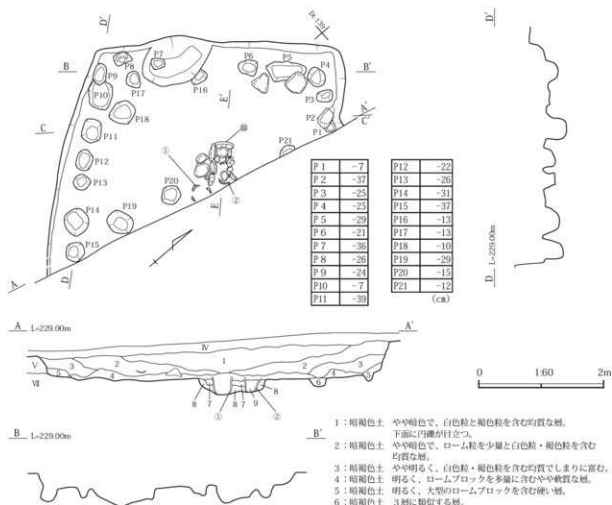 D'
Dt-139
D'
B
P8
P7
P6
P5
P4
B'
P9
P10
P17
P16
P3
P18
E'
P2
A'
C'
C
P11
P1
P12
①
⑩
P21
P13
P20
②
P14
P19
E
P15
A
D
P 1 -7
P 2 -37
P 3 -25
P 4 -25
P 5 -29
P 6 -21
P 7 -36
P 8 -26
P 9 -24
P10 -7
P11 -39
P12 -22
P13 -26
P14 -31
P15 -37
P16 -13
P17 -13
P18 -10
P19 -29
P20 -15
P21 -12
(cm)
D L=229.00m
A L=229.00m
A'
Ⅳ
Ⅴ
Ⅶ
5 3 2 4 1 2 3 4 5 6
8 7 8 7 9 8
① ②
0 1:60 2m
B L=229.00m
B'
1:暗褐色土 やや暗色で、白色粒と褐色粒を含む均質な層。
下面に円礫が目立つ。
2:暗褐色土 やや暗色で、ローム粒を少量と白色粒・褐色粒を含む
均質な層。
3:暗褐色土 やや明るく、白色粒・褐色粒を含む均質でしまりに富む。
4:暗褐色土 明るく、ロームブロックを多量に含むやや軟質な層。
5:暗褐色土 明るく、大型のロームブロックを含む硬い層。
6:暗褐色土 3層に類似する層。